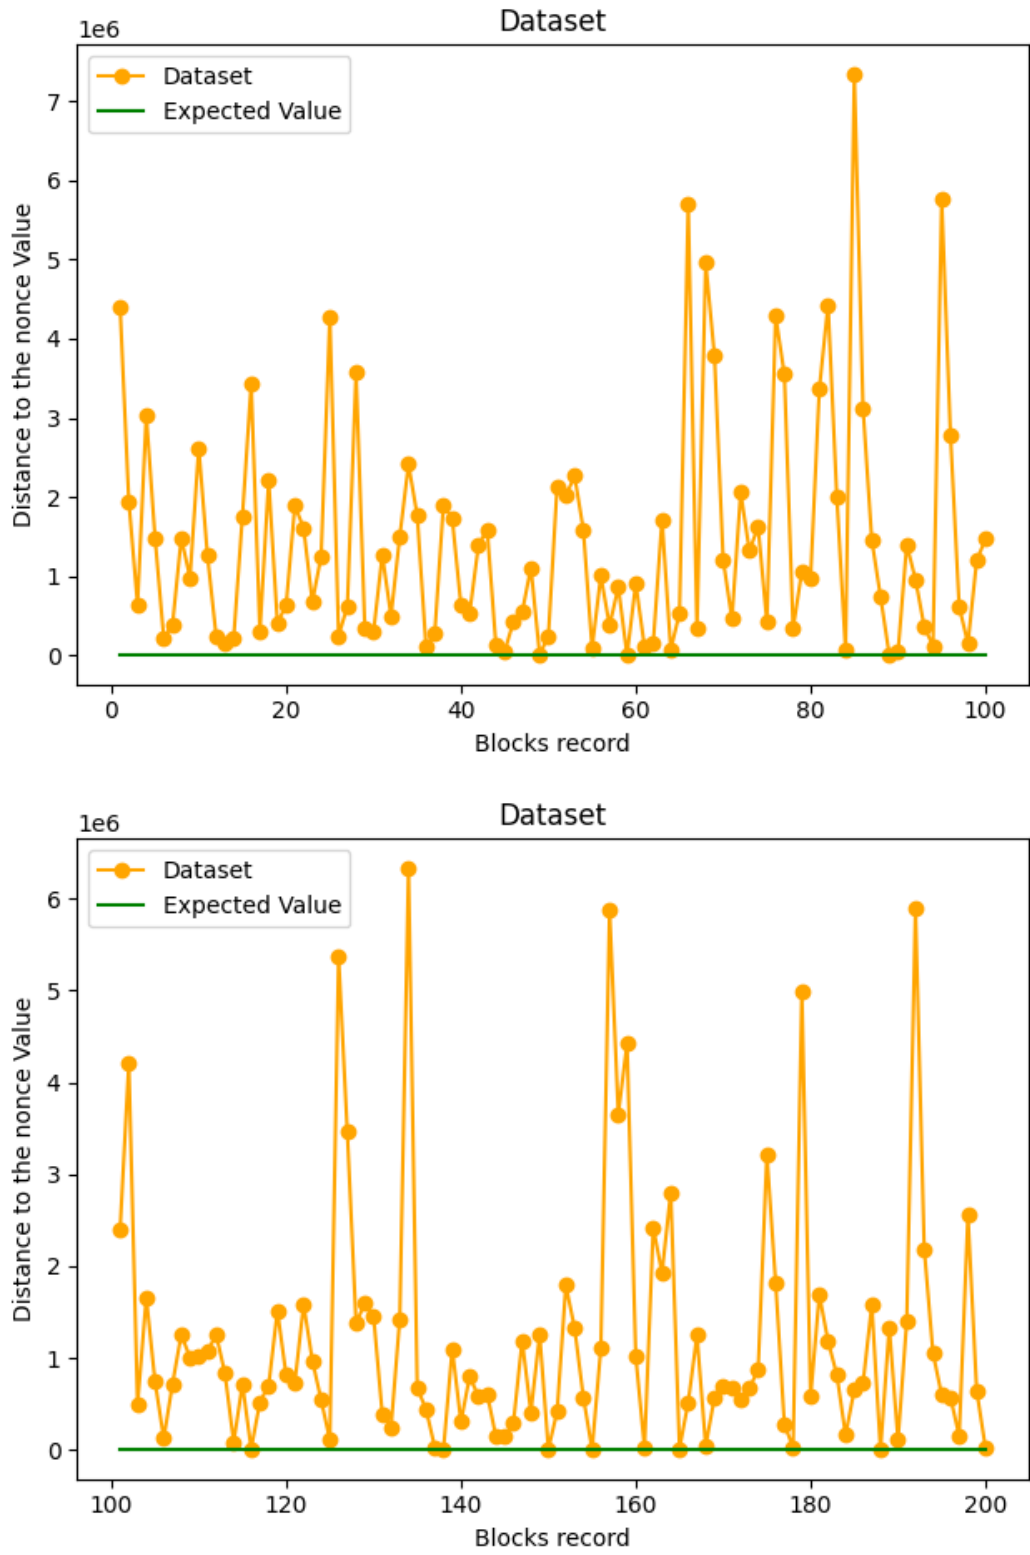 Dataset
1e6
Dataset
Expected Value
7
6
5
4
3
2
1
0
Distance to the nonce Value
0 20 40 60 80 100
Blocks record
Dataset
1e6
Dataset
Expected Value
6
5
4
3
2
1
0
Distance to the nonce Value
100 120 140 160 180 200
Blocks record